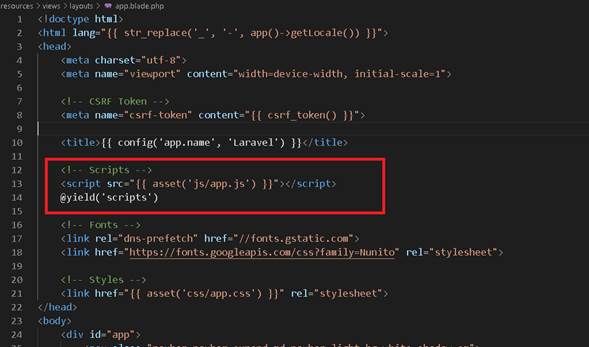 resources > views > layouts > app.blade.php
1 <!doctype html>
2 <html lang="{{ str_replace('_', '-', app()->getLocale()) }}">
3 <head>
4 <meta charset="utf-8">
5 <meta name="viewport" content="width=device-width, initial-scale=1">
6
7 <!-- CSRF Token -->
8 <meta name="csrf-token" content="{{ csrf_token() }}">
9
10 <title>{{ config('app.name', 'Laravel') }}</title>
11
12 <!-- Scripts -->
13 <script src="{{ asset('js/app.js') }}"></script>
14 @yield('scripts')
15
16 <!-- Fonts -->
17 <link rel="dns-prefetch" href="//fonts.gstatic.com">
18 <link href="https://fonts.googleapis.com/css?family=Nunito" rel="stylesheet">
19
20 <!-- Styles -->
21 <link href="{{ asset('css/app.css') }}" rel="stylesheet">
22 </head>
23 <body>
24 <div id="app">